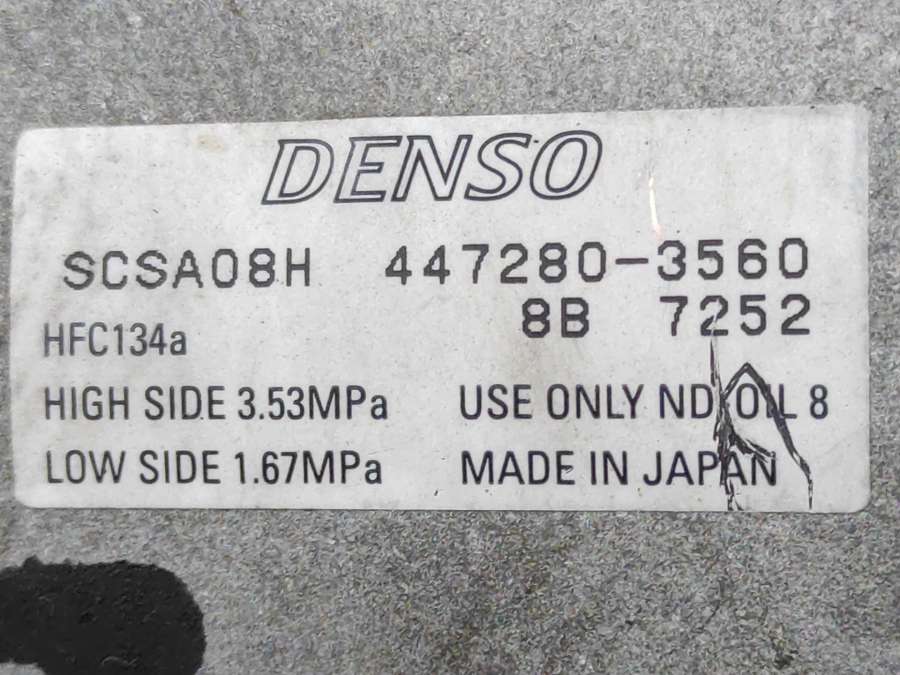 DENSO
SCSA08H 447280-3560
8B 7252
HFC134a
HIGH SIDE 3.53MPa USE ONLY ND-OIL 8
LOW SIDE 1.67MPa MADE IN JAPAN